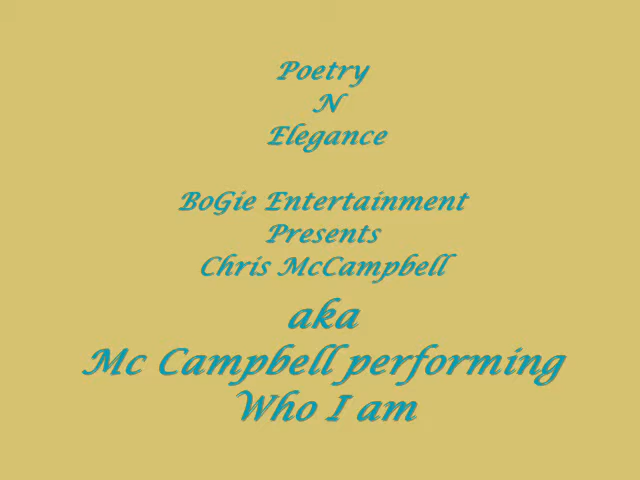 Poetry
N
Elegance
BoGie Entertainment
Presents
Chris McCampbell
aka
Mc Campbell performing
Who I am